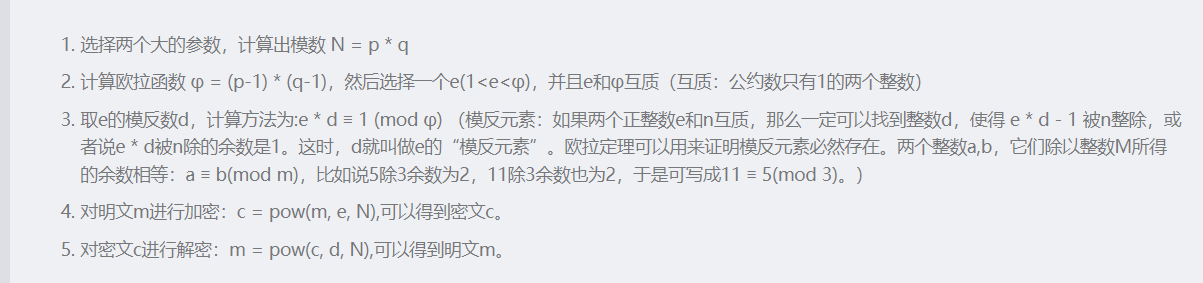 1. 选择两个大的参数，计算出模数 N = p * q
2. 计算欧拉函数 φ = (p-1) * (q-1)，然后选择一个e(1<e<φ)，并且e和φ互质（互质：公约数只有1的两个整数）
3. 取e的模反数d，计算方法为:e * d ≡ 1 (mod φ) （模反元素：如果两个正整数e和n互质，那么一定可以找到整数d，使得 e * d - 1 被n整除，或
者说e * d被n除的余数是1。这时，d就叫做e的“模反元素”。欧拉定理可以用来证明模反元素必然存在。两个整数a,b，它们除以整数M所得
的余数相等：a ≡ b(mod m)，比如说5除3余数为2，11除3余数也为2，于是可写成11 ≡ 5(mod 3)。）
4. 对明文m进行加密：c = pow(m, e, N),可以得到密文c。
5. 对密文c进行解密：m = pow(c, d, N),可以得到明文m。